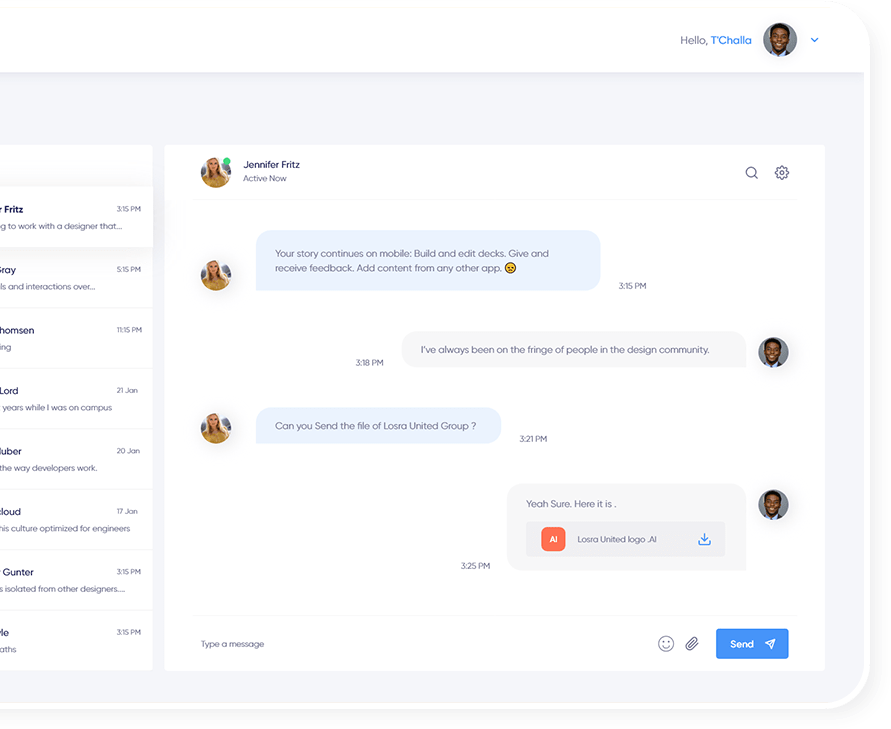 Hello, T'Challa
r Fritz
3:15 PM
g to work with a designer that...
Gray
5:15 PM
ls and interactions over...
homsen
11:15 PM
ing
Lord
21 Jan
years while I was on campus
uber
20 Jan
the way developers work.
cloud
17 Jan
his culture optimized for engineers
r Gunter
3:15 PM
s isolated from other designers....
yle
3:15 PM
aths
Jennifer Fritz
Active Now
Your story continues on mobile: Build and edit decks. Give and
receive feedback. Add content from any other app. 😠
3:15 PM
I've always been on the fringe of people in the design community.
3:18 PM
Can you Send the file of Losra United Group ?
3:21 PM
Yeah Sure. Here it is .
AI
Losra United logo .AI
3:25 PM
Type a message
Send